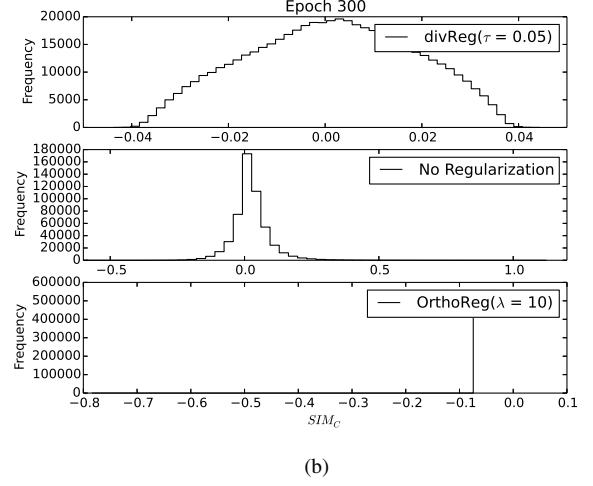 Epoch 300
20000
15000
10000
5000
0
Frequency
divReg(τ = 0.05)
−0.04 −0.02 0.00 0.02 0.04
180000
160000
140000
120000
100000
80000
60000
40000
20000
0
Frequency
No Regularization
−0.5 0.0 0.5 1.0
600000
500000
400000
300000
200000
100000
0
Frequency
OrthoReg(λ = 10)
−0.8 −0.7 −0.6 −0.5 −0.4 −0.3 −0.2 −0.1 0.0 0.1
SIM_C
(b)